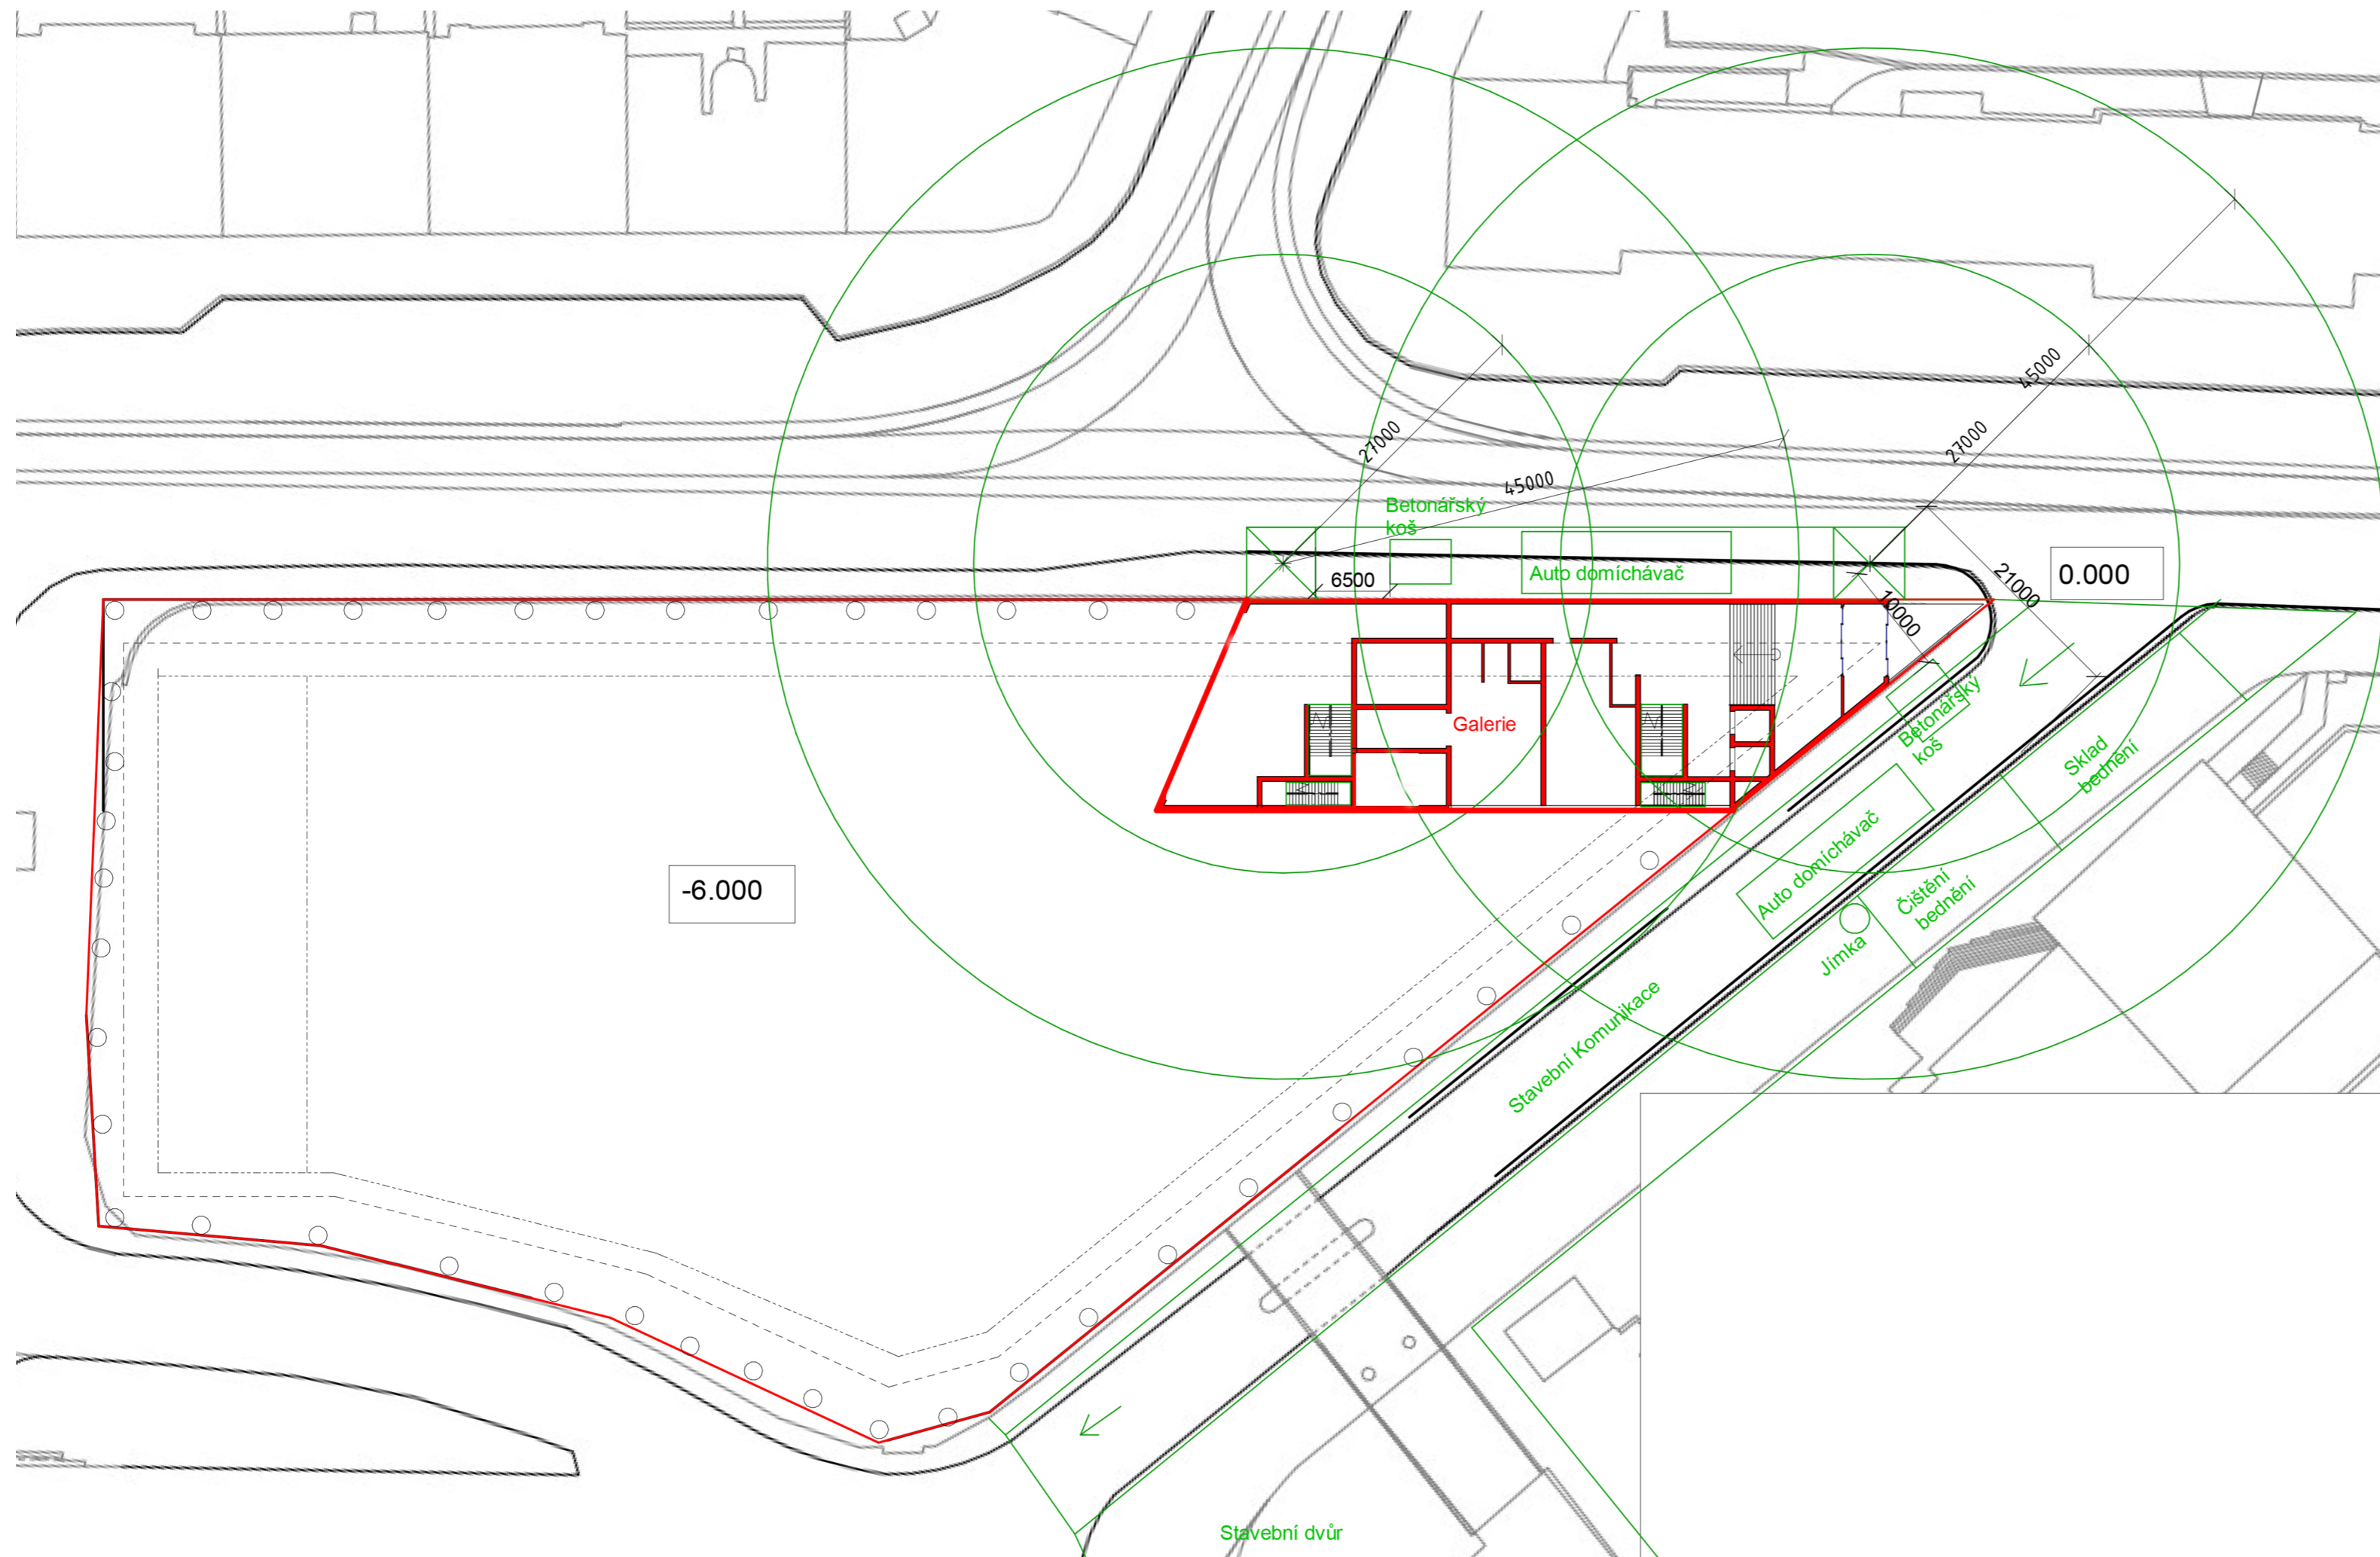 27000
45000
27000
45000
Betonářský
koš
6500
Auto domíchávač
10000
21000
0.000
Galerie
Betonářský
koš
Sklad
bednění
Auto domíchávač
Čištění
bednění
Jímka
-6.000
Stavební Komunikace
Stavební dvůr